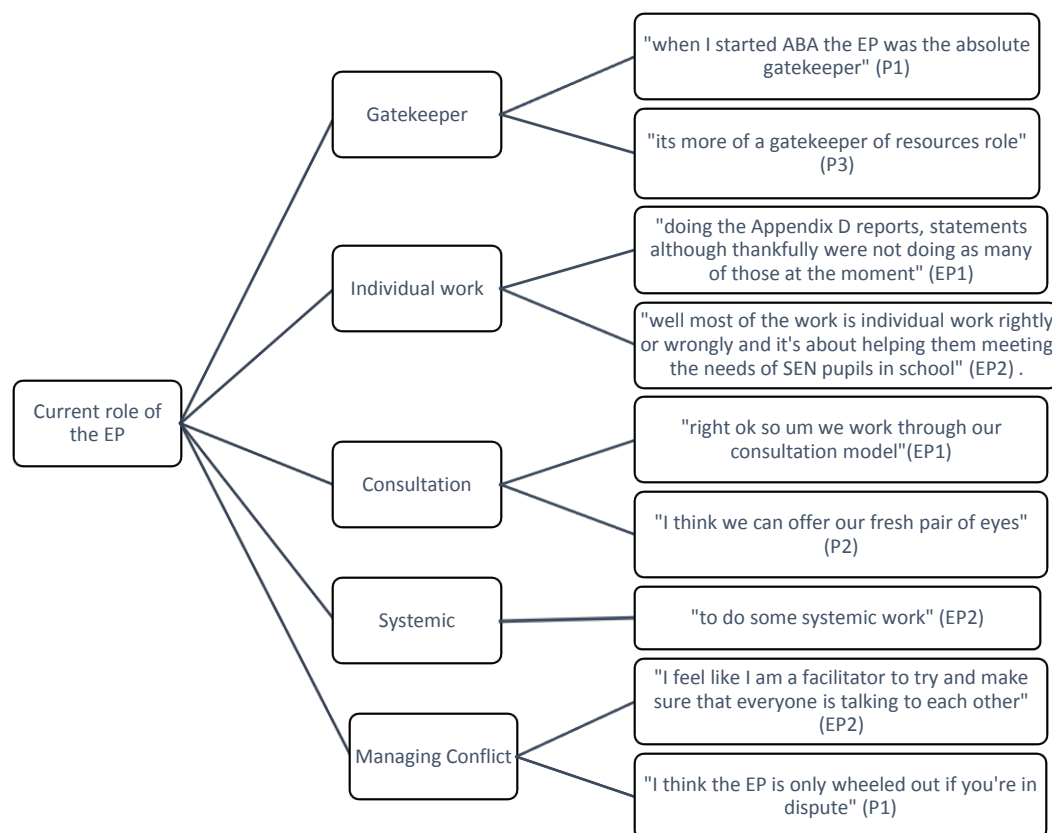 Current role of
the EP
Gatekeeper
"when I started ABA the EP was the absolute
gatekeeper" (P1)
"its more of a gatekeeper of resources role"
(P3)
Individual work
"doing the Appendix D reports, statements
although thankfully were not doing as many
of those at the moment" (EP1)
"well most of the work is individual work rightly
or wrongly and it's about helping them meeting
the needs of SEN pupils in school" (EP2) .
Consultation
"right ok so um we work through our
consultation model"(EP1)
"I think we can offer our fresh pair of eyes"
(P2)
Systemic
"to do some systemic work" (EP2)
Managing Conflict
"I feel like I am a facilitator to try and make
sure that everyone is talking to each other"
(EP2)
"I think the EP is only wheeled out if you're in
dispute" (P1)